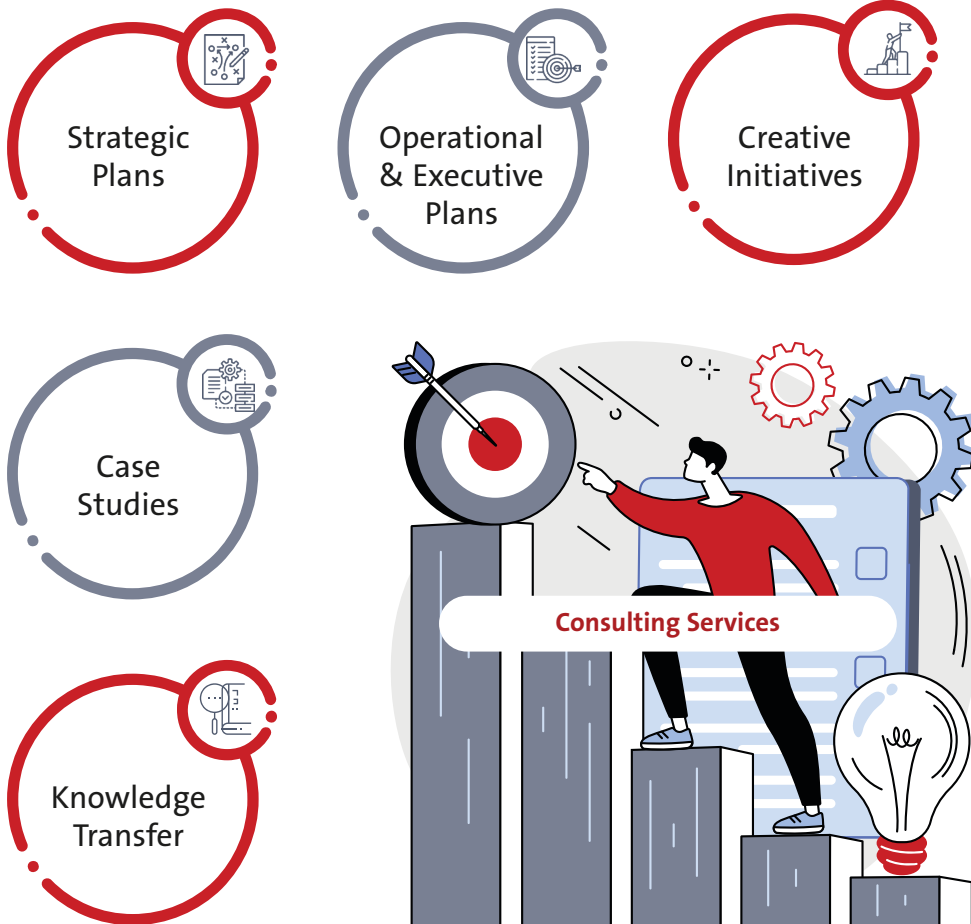 Strategic
Plans
Operational
& Executive
Plans
Creative
Initiatives
Case
Studies
Consulting Services
Knowledge
Transfer